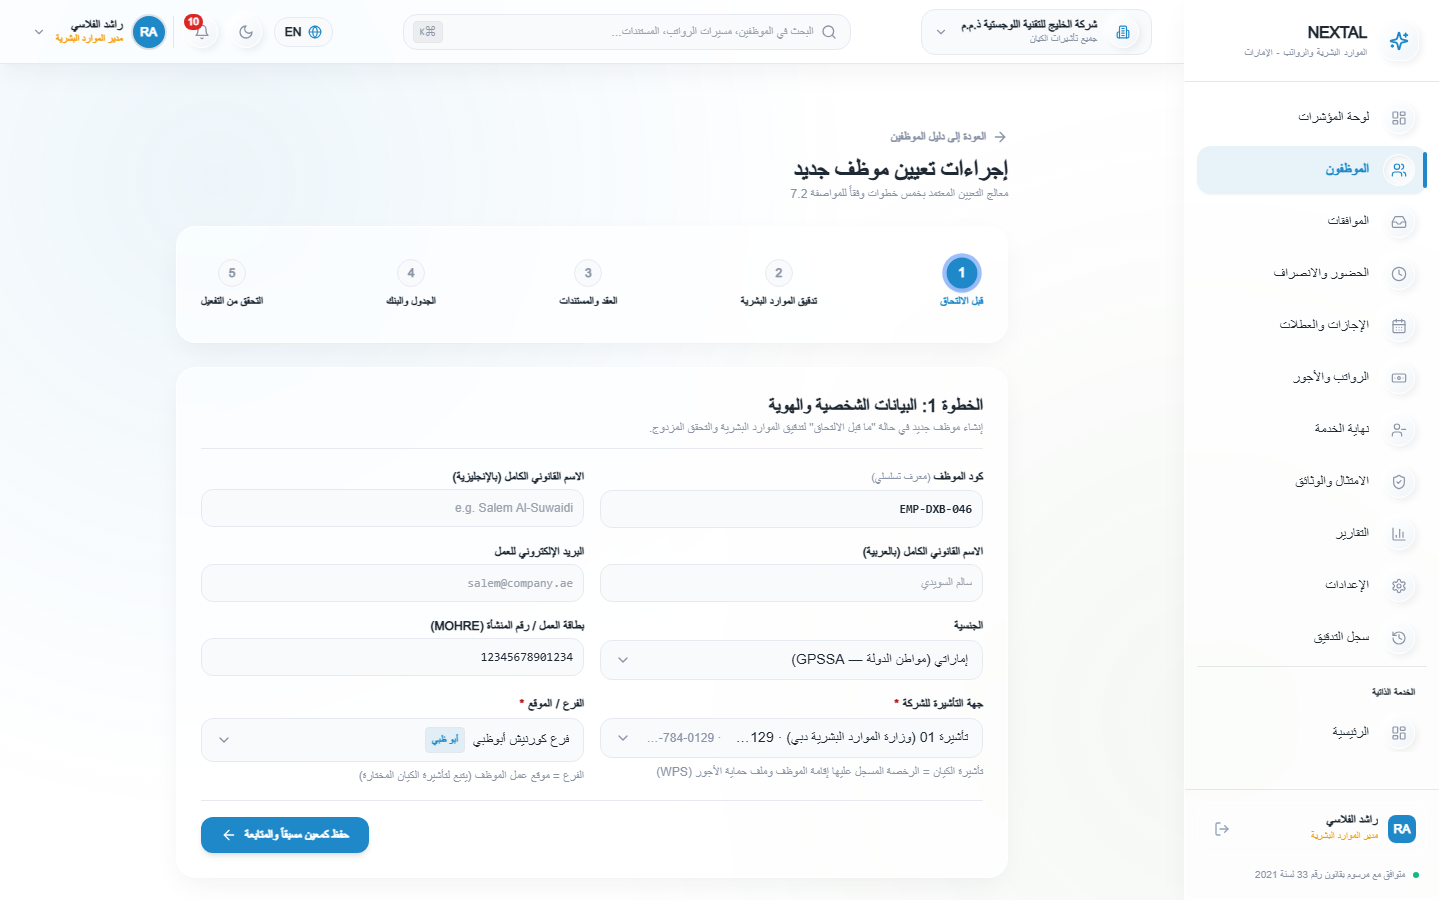 NEXTAL
الموارد البشرية والرواتب - الإمارات
شركة الخليج للتقنية اللوجستية ذ.م.م
جميع تأشيرات الكيان
البحث في الموظفين، مسيرات الرواتب، المستندات...
⌘K
EN
10
RA
راشد الفلاسي
مدير الموارد البشرية
لوحة المؤشرات
الموظفون
الموافقات
الحضور والانصراف
الإجازات والعطلات
الرواتب والأجور
نهاية الخدمة
الامتثال والوثائق
التقارير
الإعدادات
سجل التدقيق
الخدمة الذاتية
الرئيسية
RA
راشد الفلاسي
مدير الموارد البشرية
متوافق مع مرسوم بقانون رقم 33 لسنة 2021
العودة إلى دليل الموظفين
إجراءات تعيين موظف جديد
معالج التعيين المعتمد بخمس خطوات وفقاً للمواصفة 7.2
1
قبل الالتحاق
2
تدقيق الموارد البشرية
3
العقد والمستندات
4
الجدول والبنك
5
التحقق من التفعيل
الخطوة 1: البيانات الشخصية والهوية
إنشاء موظف جديد في حالة "ما قبل الالتحاق" لتدقيق الموارد البشرية والتحقق المزدوج.
كود الموظف (معرف تسلسلي)
EMP-DXB-046
الاسم القانوني الكامل (بالإنجليزية)
e.g. Salem Al-Suwaidi
الاسم القانوني الكامل (بالعربية)
سالم السويدي
البريد الإلكتروني للعمل
salem@company.ae
الجنسية
إماراتي (مواطن الدولة — GPSSA)
بطاقة العمل / رقم المنشأة (MOHRE)
12345678901234
جهة التأشيرة للشركة *
تأشيرة 01 (وزارة الموارد البشرية دبي) · 129... · 784-0129-...
تأشيرة الكيان = الرخصة المسجل عليها إقامة الموظف وملف حماية الأجور (WPS)
الفرع / الموقع *
فرع كورنيش أبوظبي أبو ظبي
الفرع = موقع عمل الموظف (يتبع لتأشيرة الكيان المختارة)
حفظ كمعين مسبقاً والمتابعة